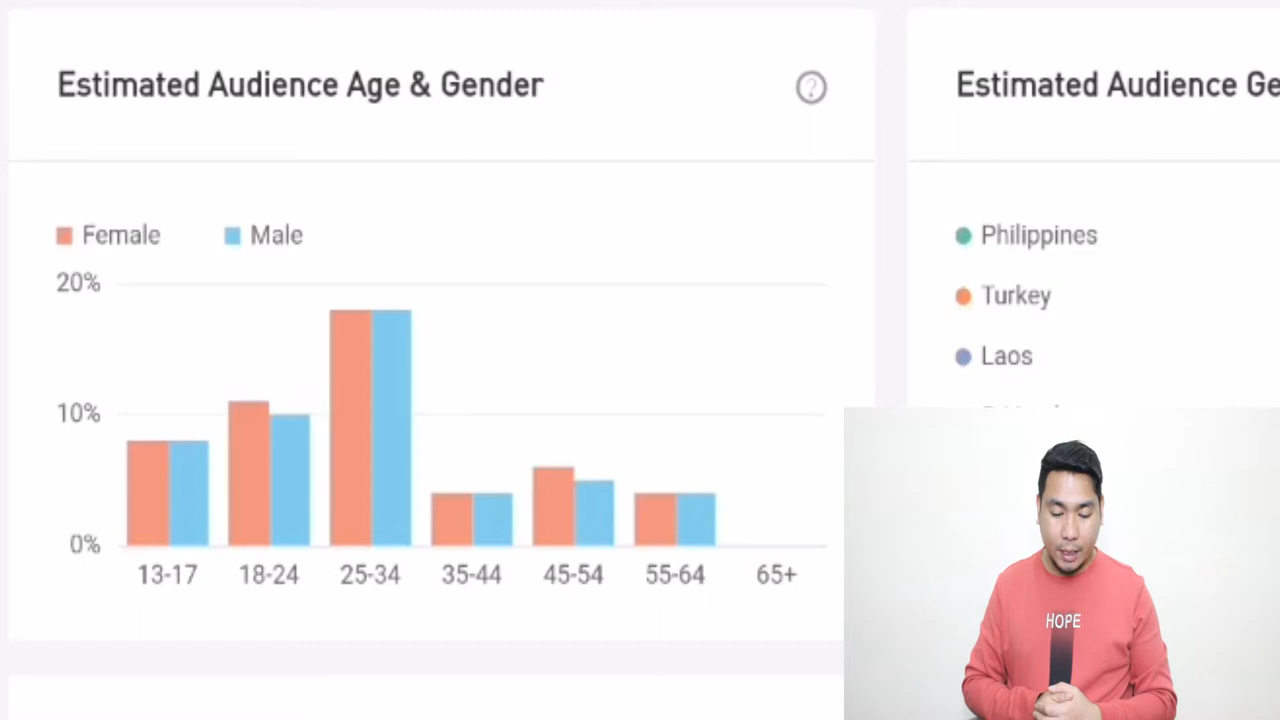 Estimated Audience Age & Gender
?
Female
Male
20%
10%
0%
13-17
18-24
25-34
35-44
45-54
55-64
65+
Estimated Audience Ge
Philippines
Turkey
Laos
HOPE